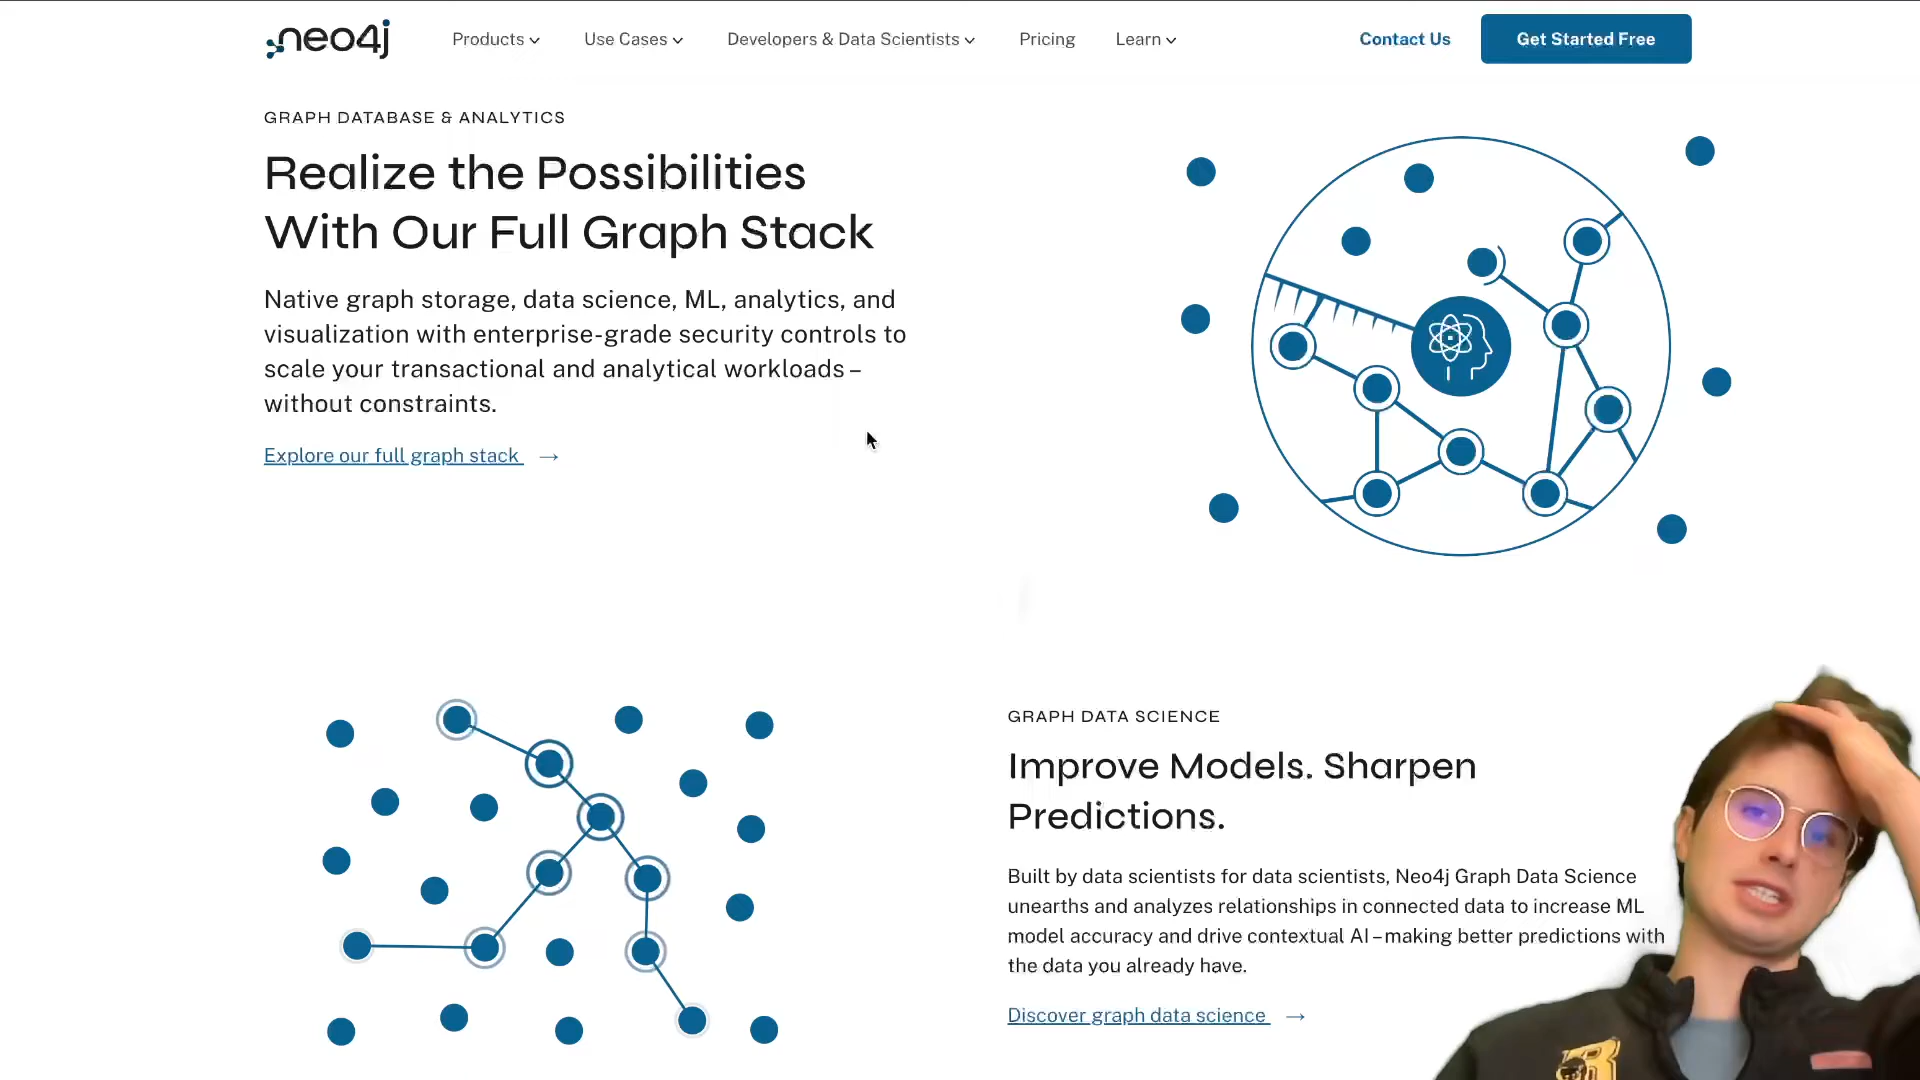 neo4j
Products
Use Cases
Developers & Data Scientists
Pricing
Learn
Contact Us
Get Started Free
GRAPH DATABASE & ANALYTICS
Realize the Possibilities
With Our Full Graph Stack
Native graph storage, data science, ML, analytics, and
visualization with enterprise-grade security controls to
scale your transactional and analytical workloads –
without constraints.
Explore our full graph stack →
GRAPH DATA SCIENCE
Improve Models. Sharpen
Predictions.
Built by data scientists for data scientists, Neo4j Graph Data Science
unearths and analyzes relationships in connected data to increase ML
model accuracy and drive contextual AI – making better predictions with
the data you already have.
Discover graph data science →